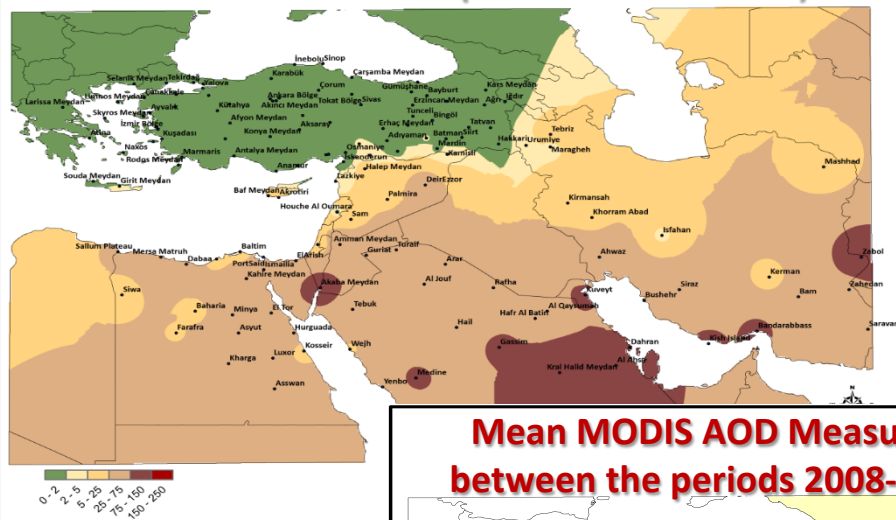 İnebolu Sinop
Karabük
Çarşamba Meydan
Selanik Meydan Tekirdağ Yalova
Çorum
Gümüşhane Bayburt
Kars Meydan
Limnos Meydan Çanakkale
Ankara Bölge
Tokat Bölge Sivas
Erzincan Meydan Ağrı Iğdır
Larissa Meydan
Ayvalık
Kütahya
Akıncı Meydan
Tunceli
Skyros Meydan
Afyon Meydan
Aksaray
Erhaç Meydan
Bingöl
Tatvan
İzmir Bölge
Atina
Kuşadası
Konya Meydan
Adıyaman
Batman Siirt
Tebriz
Naxos
Mardin
Hakkari Urumiye
Rodos Meydan
Marmaris
Antalya Meydan
Osmaniye
Kamışlı
Maragheh
Anamur
İskenderun
Halep Meydan
Mashhad
Souda Meydan
Girit Meydan
Lazkiye
DeirEzzor
Baf Meydan Akrotiri
Palmira
Kirmansah
Houche Al Oumara
Sam
Khorram Abad
Isfahan
Sallum Plateau
Mersa Matruh
Baltim
ElArish
Amman Meydan
Guriat
Turaif
Ahwaz
Zabol
Dabaa
PortSaid Ismailia
Arar
Kahire Meydan
Kerman
Siwa
Akaba Meydan
Al Jouf
Rafha
Kuveyt
Bushehr
Siraz
Bam
Zahedan
Baharia
Minya
El Tor
Tebuk
Hafr Al Batin
Al Qaysumah
Farafra
Asyut
Hurguada
Hail
Bandarabbass
Saravan
Kharga
Luxor
Kosseir
Wejh
Gassim
Dahran
Kish Island
Asswan
Yenbo
Medine
Kral Halid Meydan
Al Ahsa
N
0 - 2
2 - 5
5 - 25
25 - 75
75 - 150
150 - 250
Mean MODIS AOD Measu
between the periods 2008-